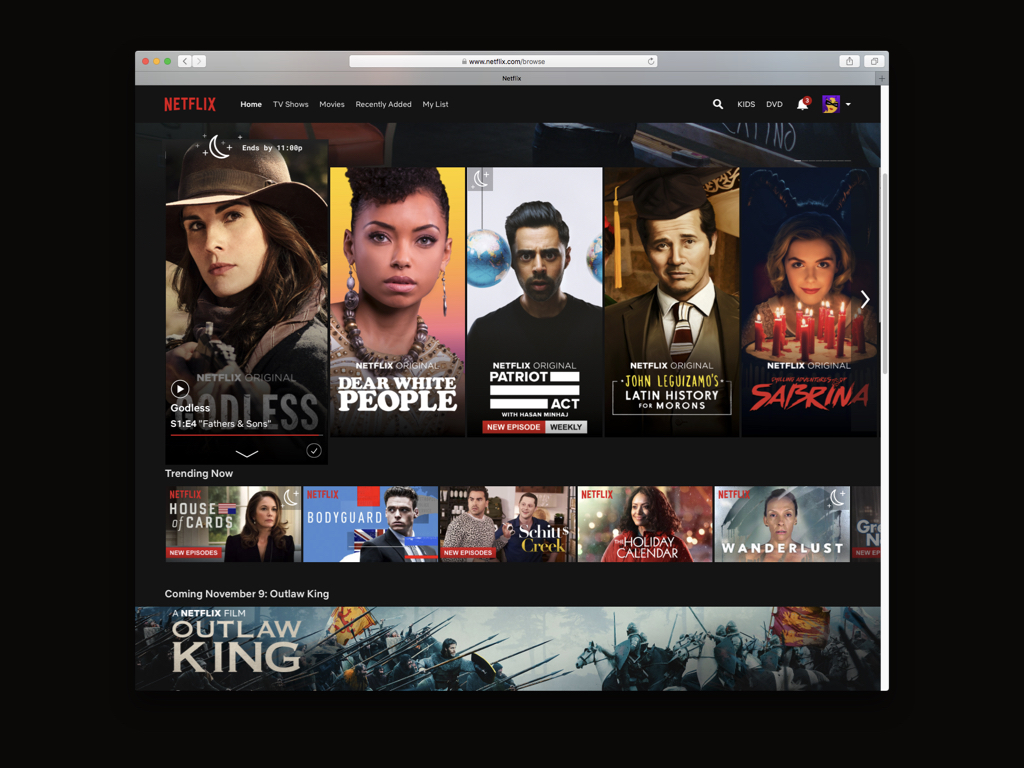 www.netflix.com/browse
Netflix
NETFLIX Home TV Shows Movies Recently Added My List KIDS DVD 3
Ends by 11:00p
NETFLIX ORIGINAL
GODLESS
Godless
S1:E4 "Fathers & Sons"
NETFLIX ORIGINAL
DEAR WHITE
PEOPLE
NETFLIX ORIGINAL
PATRIOT
ACT
WITH HASAN MINHAJ
NEW EPISODE WEEKLY
NETFLIX ORIGINAL
JOHN LEGUIZAMO'S
LATIN HISTORY
FOR MORONS
NETFLIX ORIGINAL
CHILLING ADVENTURES OF
SABRINA
Trending Now
NETFLIX
HOUSE
of CARDS
NEW EPISODES
NETFLIX
BODYGUARD
Schitt's
Creek
NEW EPISODES
NETFLIX
THE HOLIDAY
CALENDAR
NETFLIX
WANDERLUST
Coming November 9: Outlaw King
A NETFLIX FILM
OUTLAW
KING